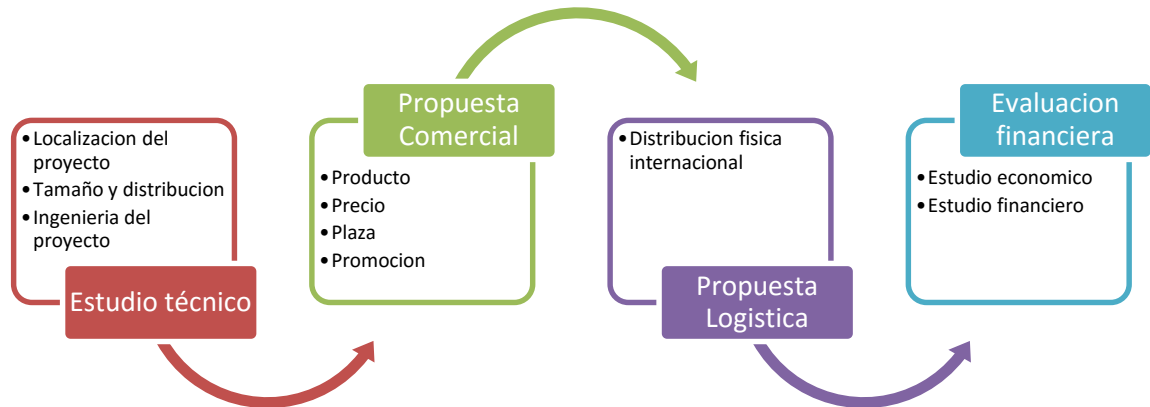 •Localizacion del
proyecto
•Tamaño y distribucion
•Ingenieria del
proyecto
Estudio técnico
Propuesta
Comercial
•Producto
•Precio
•Plaza
•Promocion
•Distribucion fisica
internacional
Propuesta
Logistica
Evaluacion
financiera
•Estudio economico
•Estudio financiero